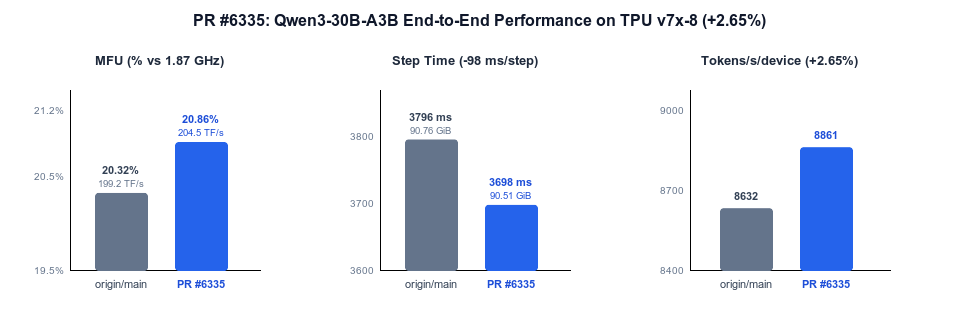 PR #6335: Qwen3-30B-A3B End-to-End Performance on TPU v7x-8 (+2.65%)
MFU (% vs 1.87 GHz)
21.2%
20.5%
19.5%
20.32%
199.2 TF/s
20.86%
204.5 TF/s
origin/main
PR #6335
Step Time (-98 ms/step)
3800
3700
3600
3796 ms
90.76 GiB
3698 ms
90.51 GiB
origin/main
PR #6335
Tokens/s/device (+2.65%)
9000
8700
8400
8632
8861
origin/main
PR #6335